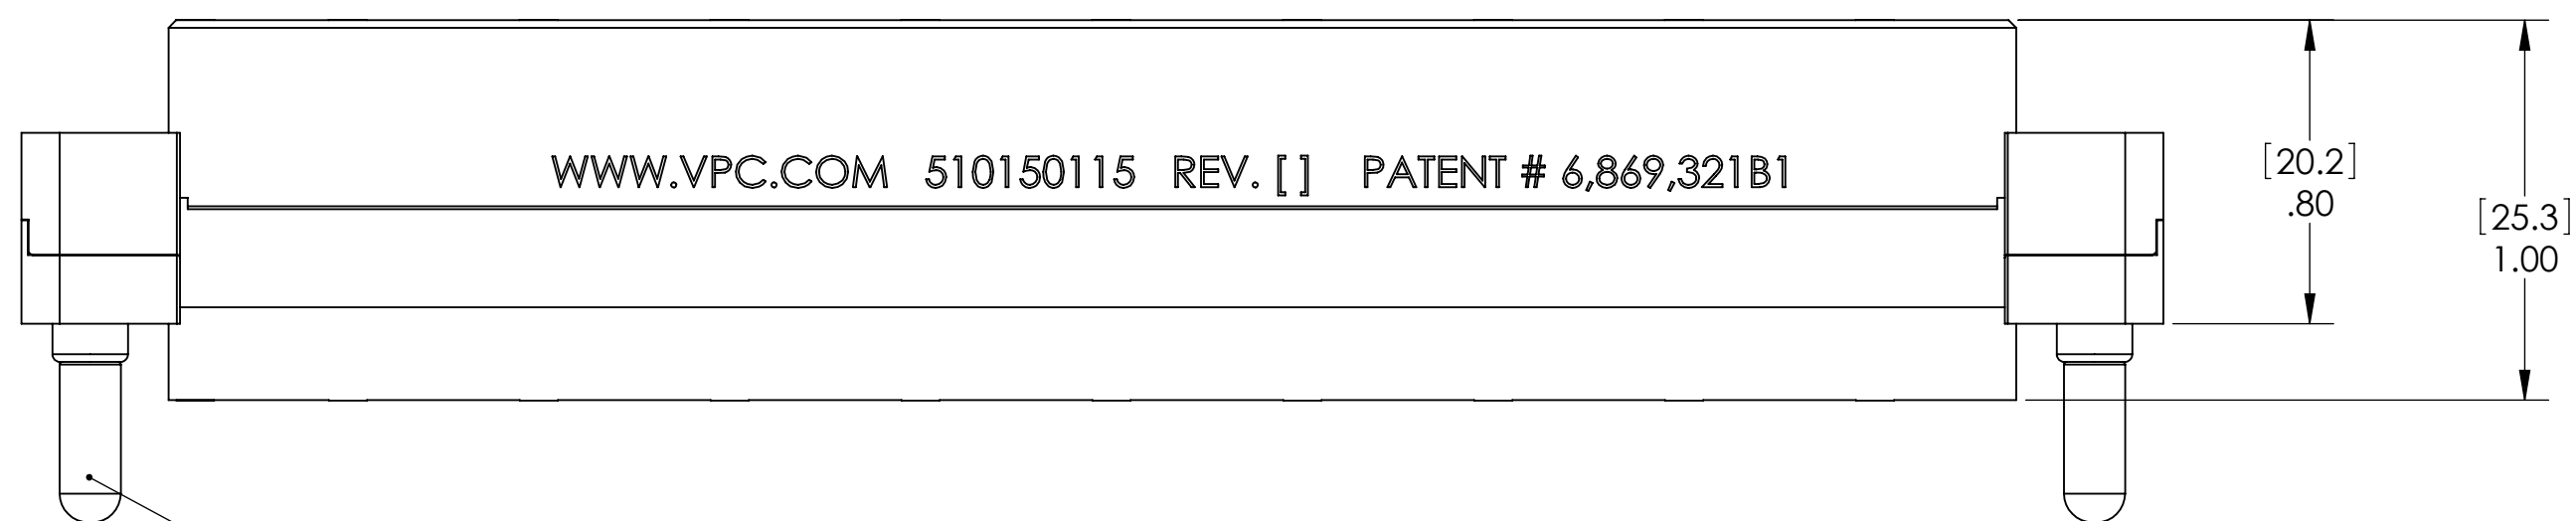 WWW.VPC.COM 510150115 REV. [ ] PATENT # 6,869,321B1
[20.2]
.80
[25.3]
1.00